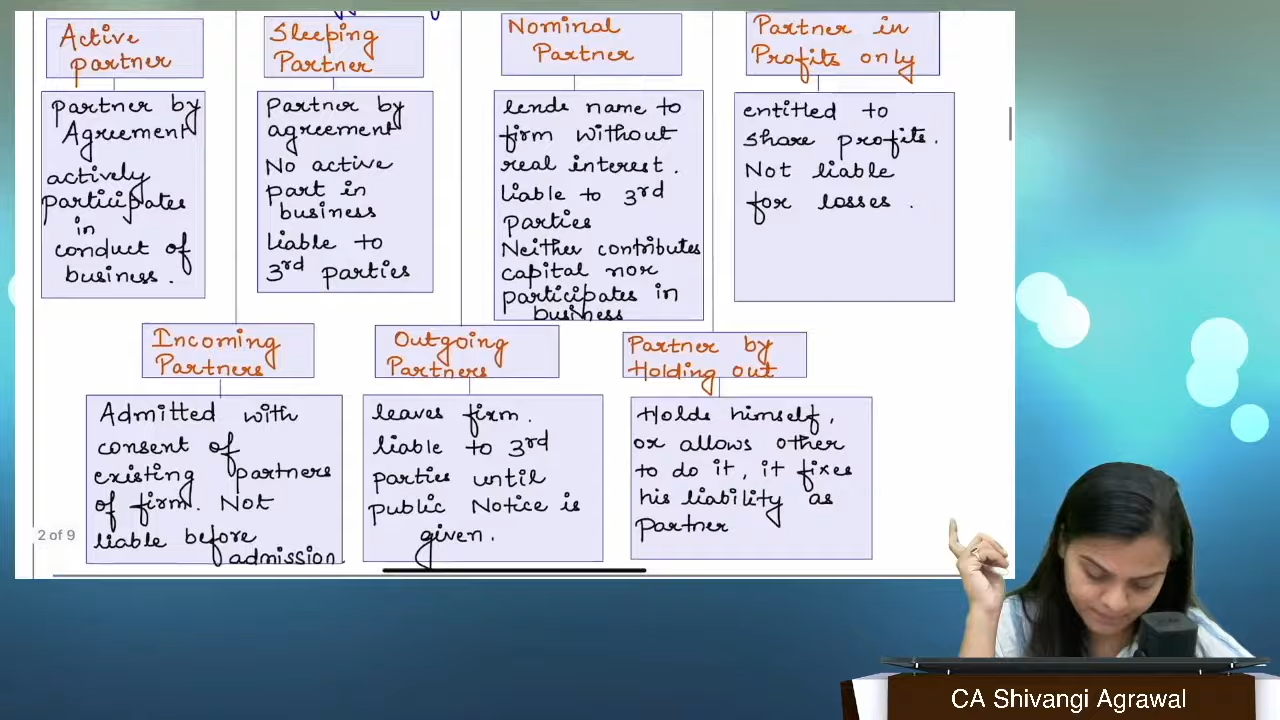 Active
partner
Partner by
Agreement
actively
participates
in
conduct of
business.
Sleeping
Partner
Partner by
agreement
No active
part in
business
Liable to
3rd parties
Nominal
Partner
lends name to
firm without
real interest.
Liable to 3rd
parties
Neither contributes
capital nor
participates in
business
Partner in
Profits only
entitled to
share profits.
Not liable
for losses.
Incoming
Partners
Admitted with
consent of
existing partners
of firm. Not
liable before
admission.
Outgoing
Partners
leaves firm.
liable to 3rd
parties until
public Notice is
given.
Partner by
Holding out
Holds himself,
or allows other
to do it, it fixes
his liability as
partner
2 of 9
CA Shivangi Agrawal